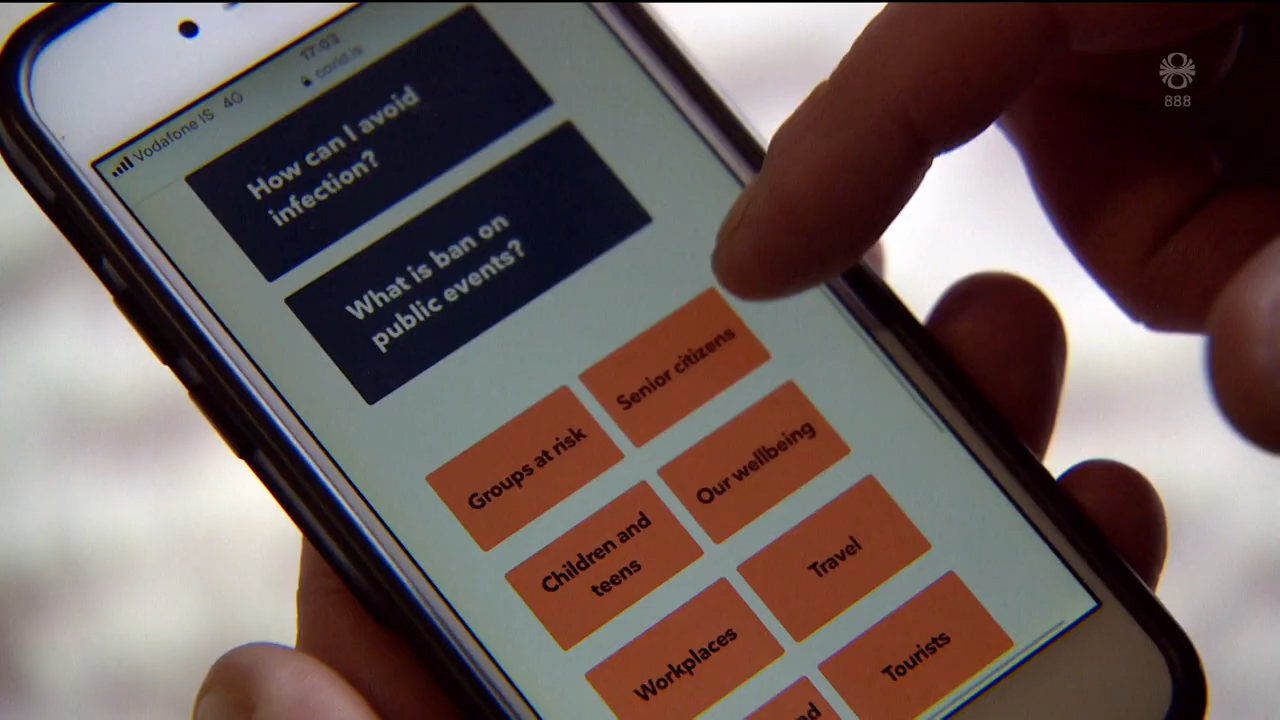 Vodafone IS 4G
17:03
covid.is
888
How can I avoid
infection?
What is ban on
public events?
Groups at risk
Senior citizens
Children and
teens
Our wellbeing
Workplaces
Travel
Tourists